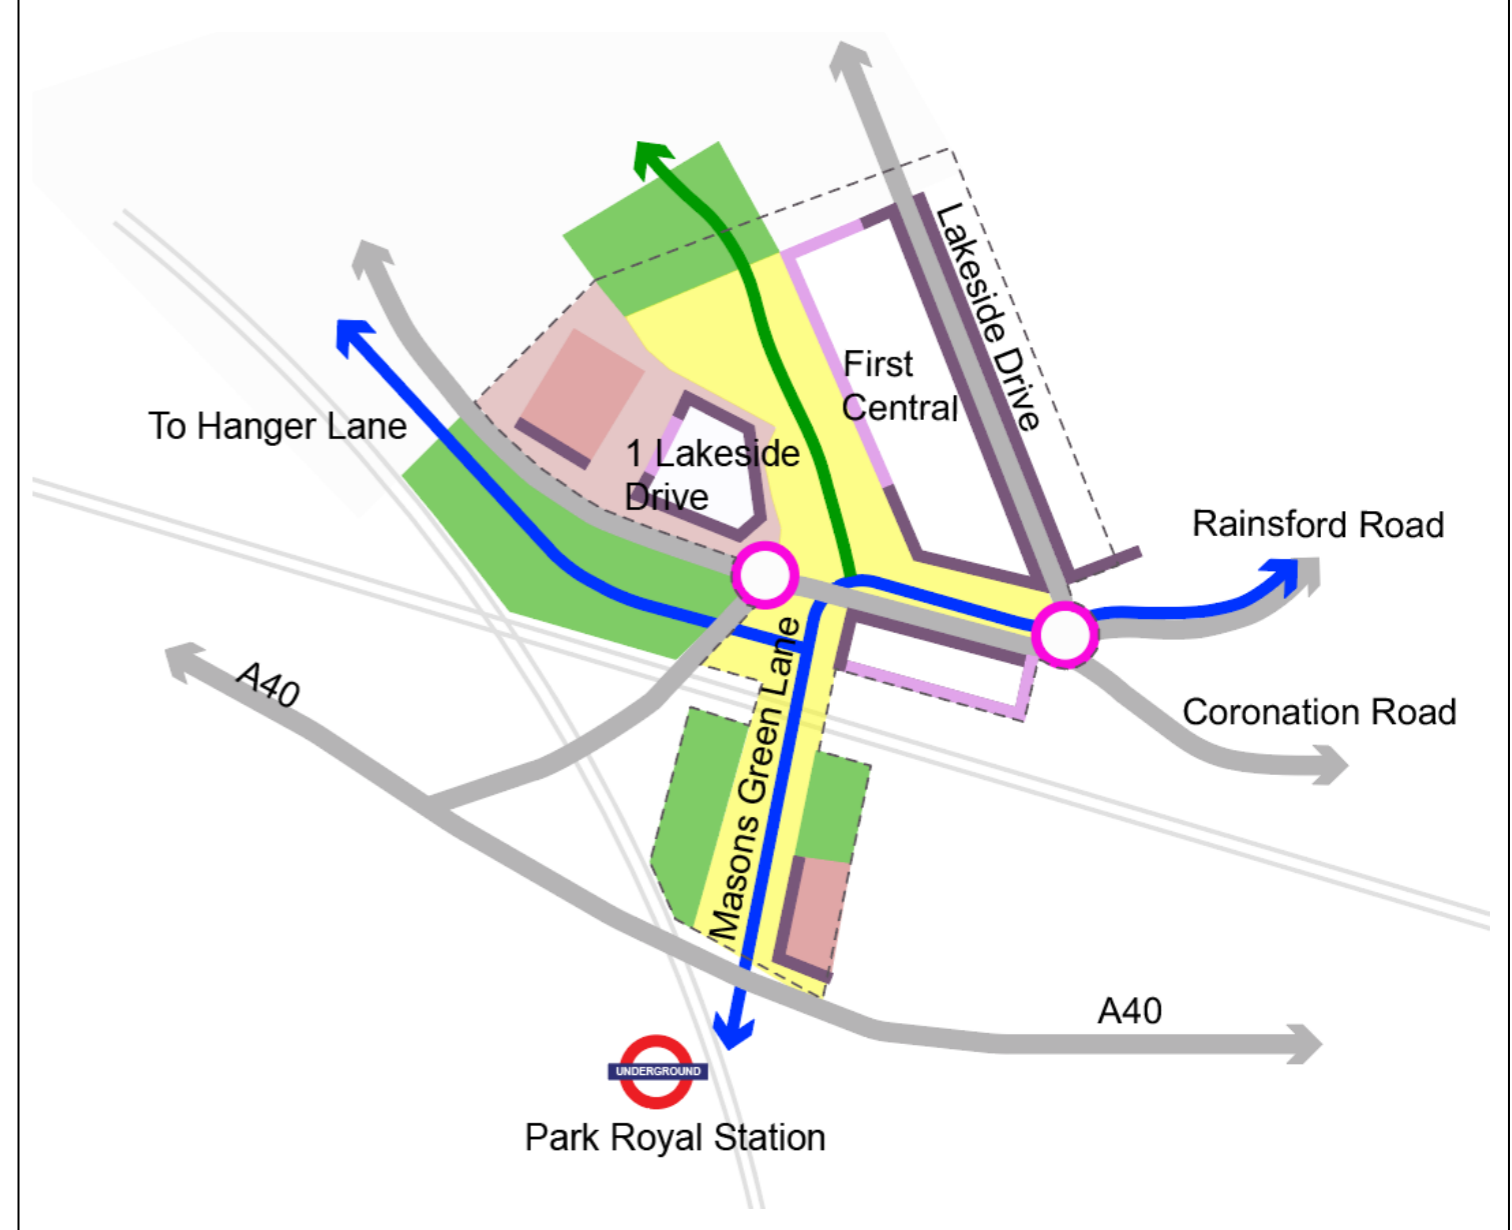 Lakeside Drive
First
Central
To Hanger Lane
1 Lakeside
Drive
Rainsford Road
A40
Masons Green Lane
Coronation Road
A40
UNDERGROUND
Park Royal Station